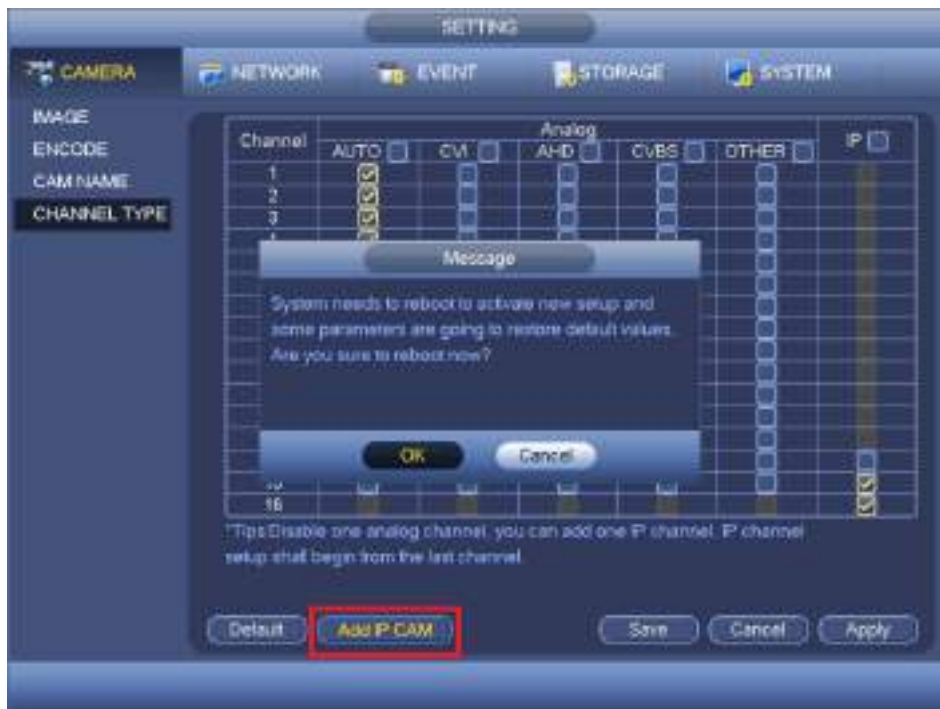 SETTING
CAMERA NETWORK EVENT STORAGE SYSTEM
IMAGE
ENCODE
CAM NAME
CHANNEL TYPE
Channel Analog IP
AUTO CVI AHD CVBS OTHER
1
2
3
Message
System needs to reboot to activate new setup and
some parameters are going to restore default values.
Are you sure to reboot now?
OK Cancel
16
*Tips:Disable one analog channel, you can add one IP channel. IP channel
setup shall begin from the last channel.
Default Add IP CAM Save Cancel Apply